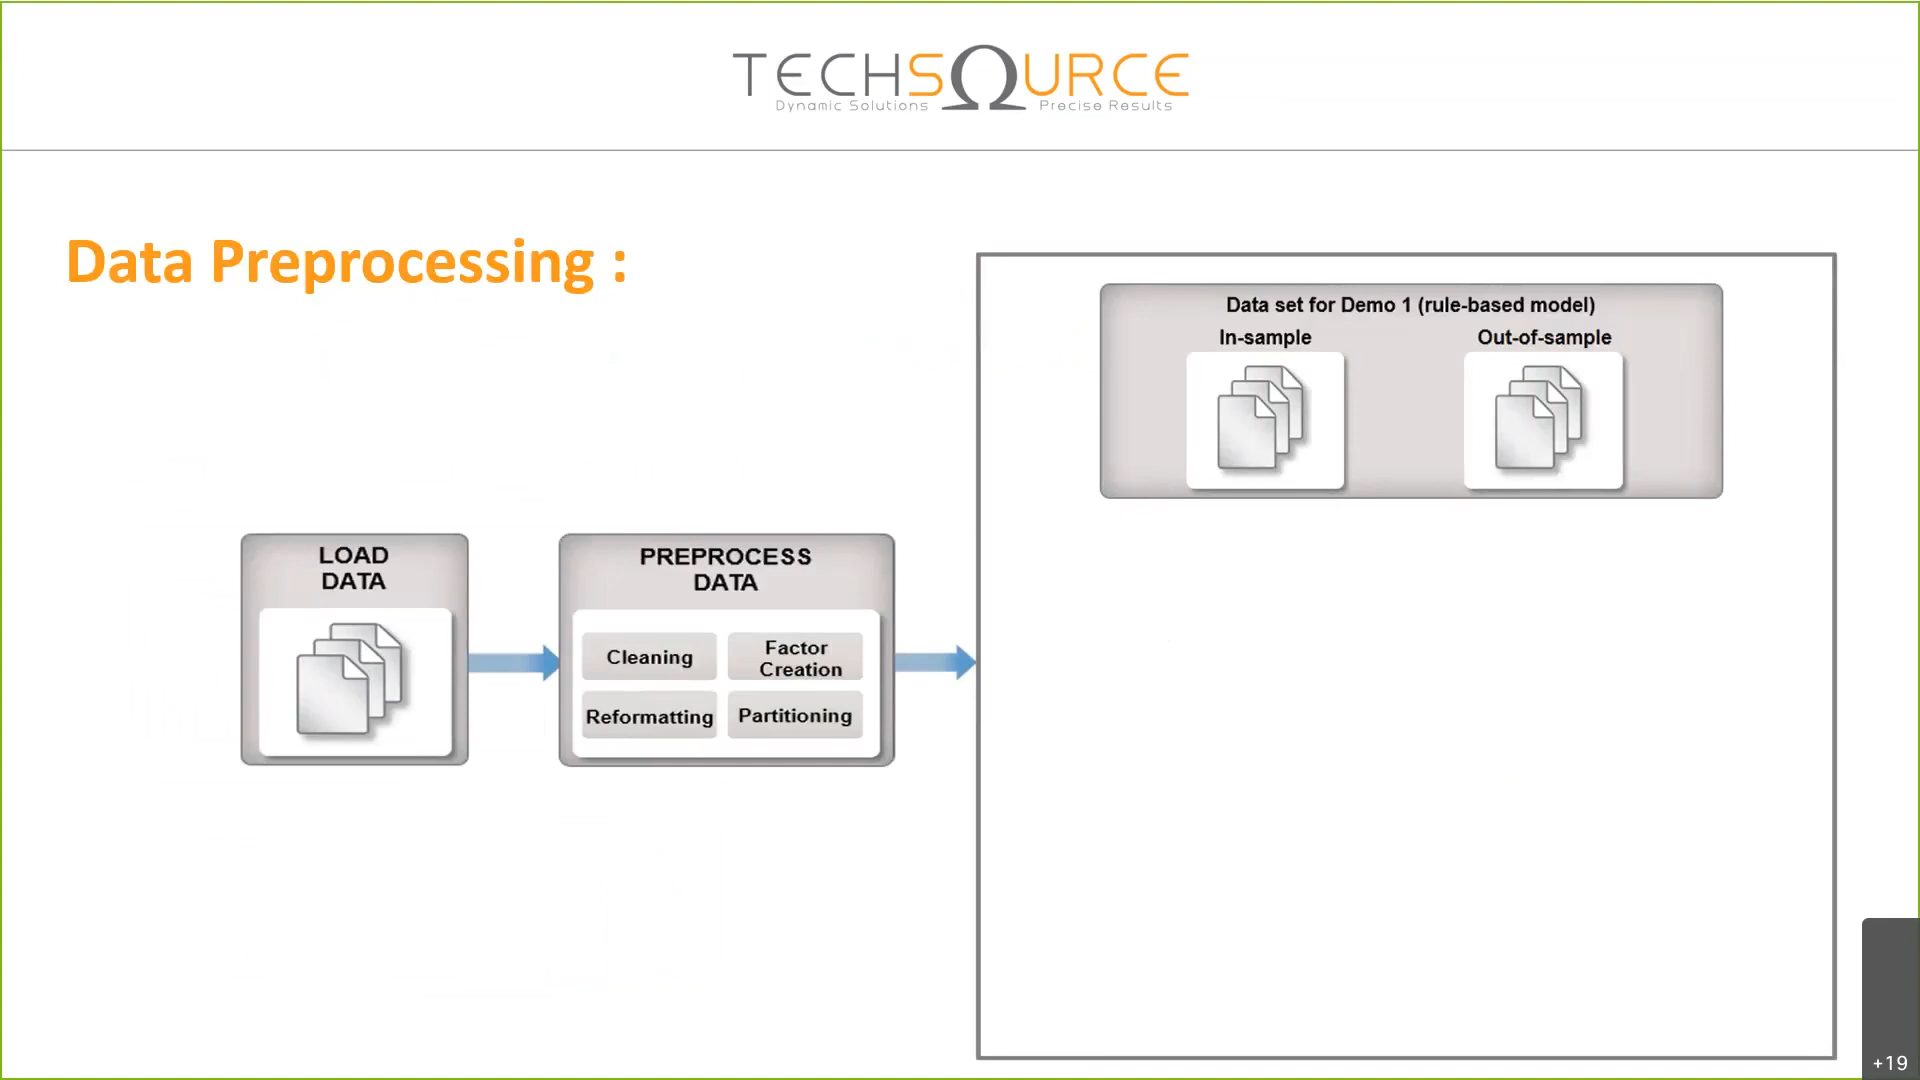 TECHSOURCE
Dynamic Solutions Precise Results
Data Preprocessing :
Data set for Demo 1 (rule-based model)
In-sample Out-of-sample
LOAD
DATA
PREPROCESS
DATA
Cleaning
Factor
Creation
Reformatting
Partitioning
+19